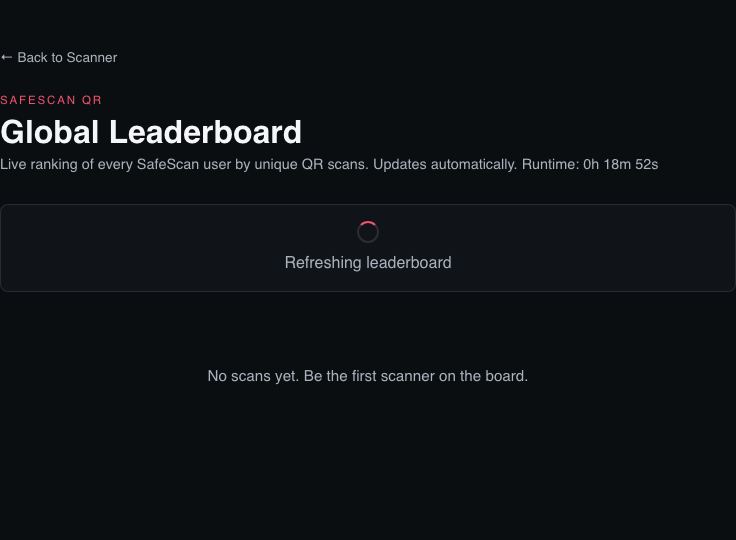 ← Back to Scanner
SAFESCAN QR
Global Leaderboard
Live ranking of every SafeScan user by unique QR scans. Updates automatically. Runtime: 0h 18m 52s
Refreshing leaderboard
No scans yet. Be the first scanner on the board.